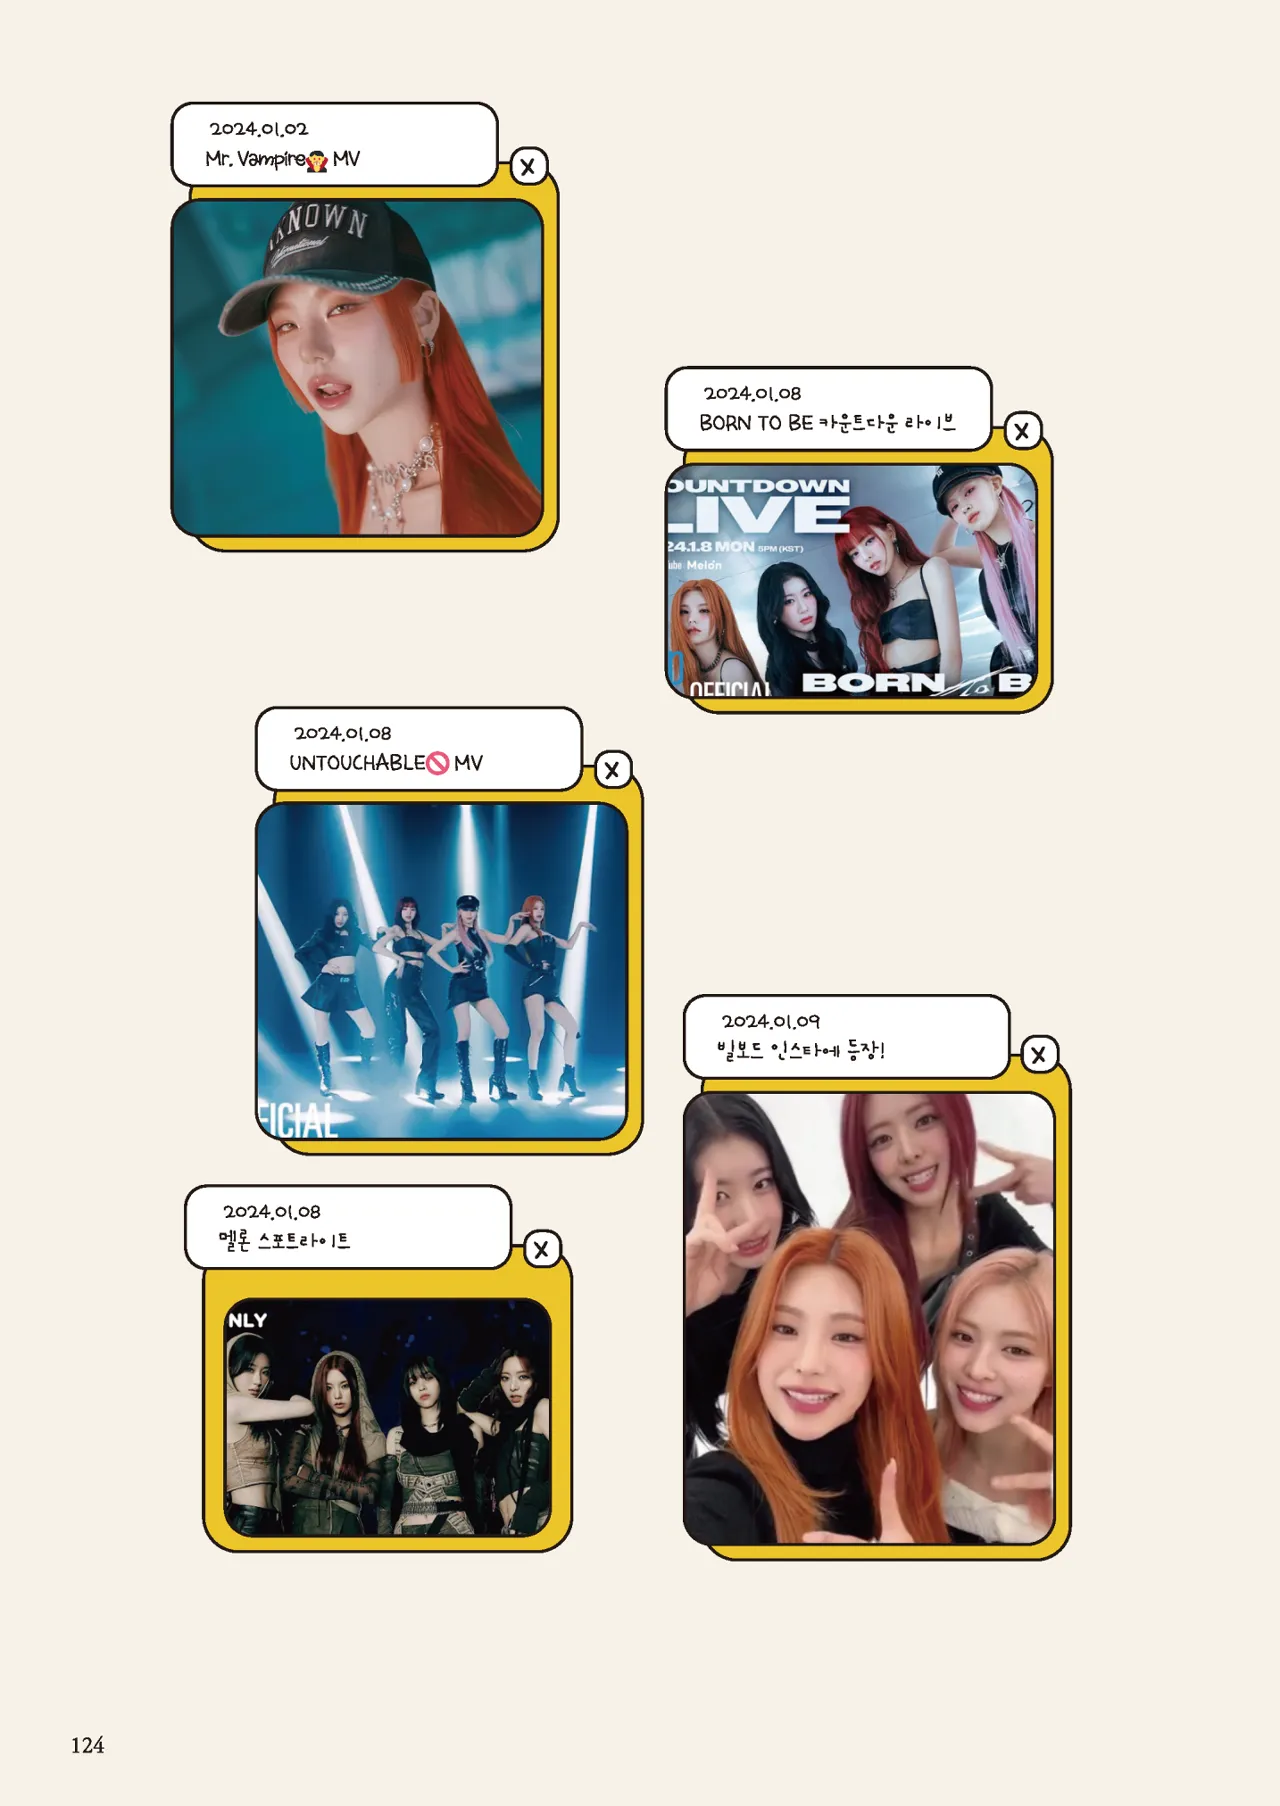 2024.01.02
Mr. Vampire🧛 MV
X
KNOWN
International
2024.01.08
BORN TO BE 카운트다운 라이브
X
OUNTDOWN
LIVE
24.1.8 MON 5PM (KST)
ube Melon
OFFICIAL
BORN To B
2024.01.08
UNTOUCHABLE🚫 MV
X
FICIAL
2024.01.09
빌보드 인스타에 등장!
X
2024.01.08
멜론 스포트라이트
X
NLY
124